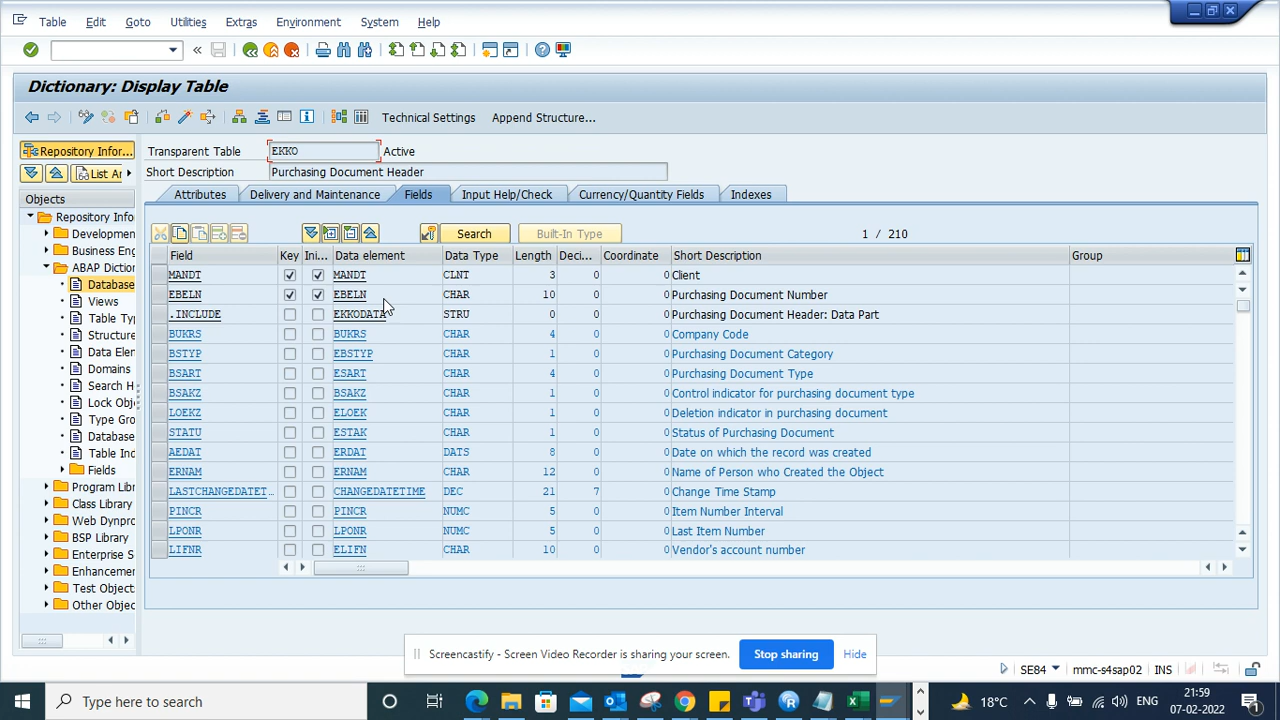 Table Edit Goto Utilities Extras Environment System Help
Dictionary: Display Table
Technical Settings Append Structure...
Repository Infor...
Transparent Table EKKO Active
List Ar
Short Description Purchasing Document Header
Objects
Attributes Delivery and Maintenance Fields Input Help/Check Currency/Quantity Fields Indexes
Repository Info
Developmen
Search Built-In Type 1 / 210
Business Eng
Field Key Ini... Data element Data Type Length Deci... Coordinate Short Description Group
ABAP Diction
MANDT MANDT CLNT 3 0 0 Client
Database
EBELN EBELN CHAR 10 0 0 Purchasing Document Number
Views
.INCLUDE EKKODATA STRU 0 0 0 Purchasing Document Header: Data Part
Table Typ
BUKRS BUKRS CHAR 4 0 0 Company Code
Structure
BSTYP EBSTYP CHAR 1 0 0 Purchasing Document Category
Data Elem
BSART ESART CHAR 4 0 0 Purchasing Document Type
Domains
BSAKZ BSAKZ CHAR 1 0 0 Control indicator for purchasing document type
Search H
LOEKZ ELOEK CHAR 1 0 0 Deletion indicator in purchasing document
Lock Obj
STATU ESTAK CHAR 1 0 0 Status of Purchasing Document
Type Gro
AEDAT ERDAT DATS 8 0 0 Date on which the record was created
Database
ERNAM ERNAM CHAR 12 0 0 Name of Person who Created the Object
Table Ind
LASTCHANGEDATET... CHANGEDATETIME DEC 21 7 0 Change Time Stamp
Fields
PINCR PINCR NUMC 5 0 0 Item Number Interval
Program Libr
LPONR LPONR NUMC 5 0 0 Last Item Number
Class Library
LIFNR ELIFN CHAR 10 0 0 Vendor's account number
Web Dynpro
BSP Library
Enterprise S
Enhancemen
Test Objects
Other Objec
Screencastify - Screen Video Recorder is sharing your screen. Stop sharing Hide
SE84 mmc-s4sap02 INS
Type here to search
18°C ENG 21:59
07-02-2022 1